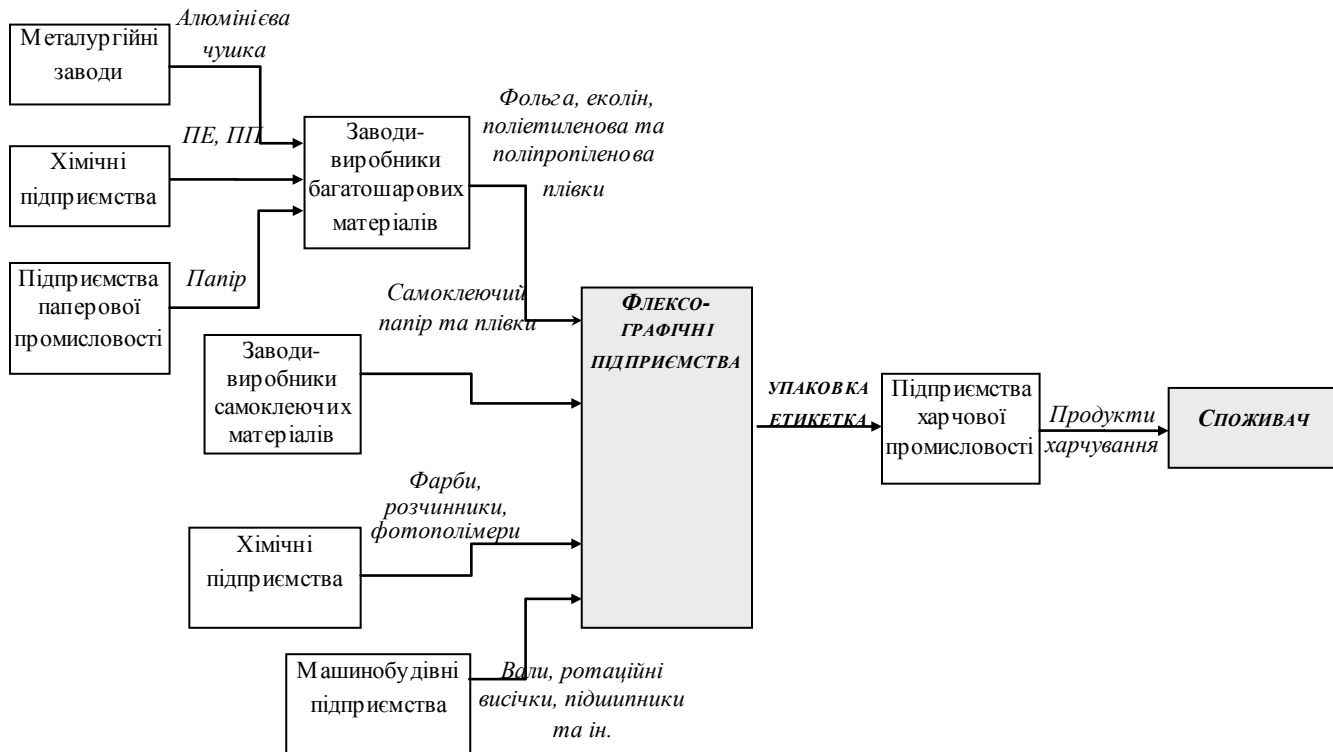 Алюмінієва
чушка
Металургійні
заводи
ПЕ, ПП
Хімічні
підприємства
Папір
Підприємства
паперової
промисловості
Заводи-
виробники
багатошарових
матеріалів
Фольга, еколін,
поліетиленова та
поліпропіленова
плівки
Самоклеючий
папір та плівки
Заводи-
виробники
самоклеючих
матеріалів
Фарби,
розчинники,
фотополімери
Хімічні
підприємства
Машинобудівні
підприємства
Вали, ротаційні
висічки, підшипники
та ін.
ФЛЕКСО-
ГРАФІЧНІ
ПІДПРИЄМСТВА
УПАКОВКА
ЕТИКЕТКА
Підприємства
харчової
промисловості
Продукти
харчування
СПОЖИВАЧ